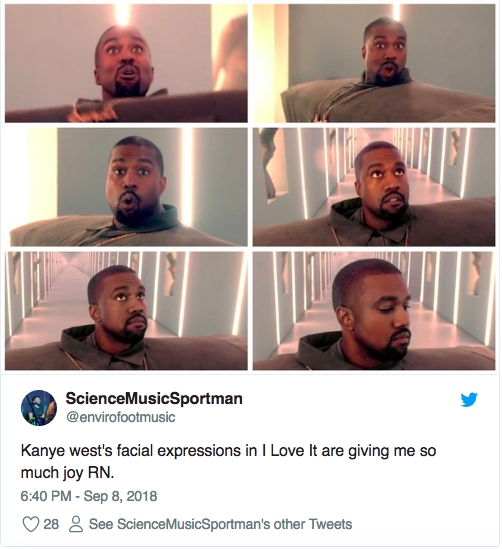 ScienceMusicSportman
@envirofootmusic
Kanye west's facial expressions in I Love It are giving me so
much joy RN.
6:40 PM - Sep 8, 2018
28 See ScienceMusicSportman's other Tweets